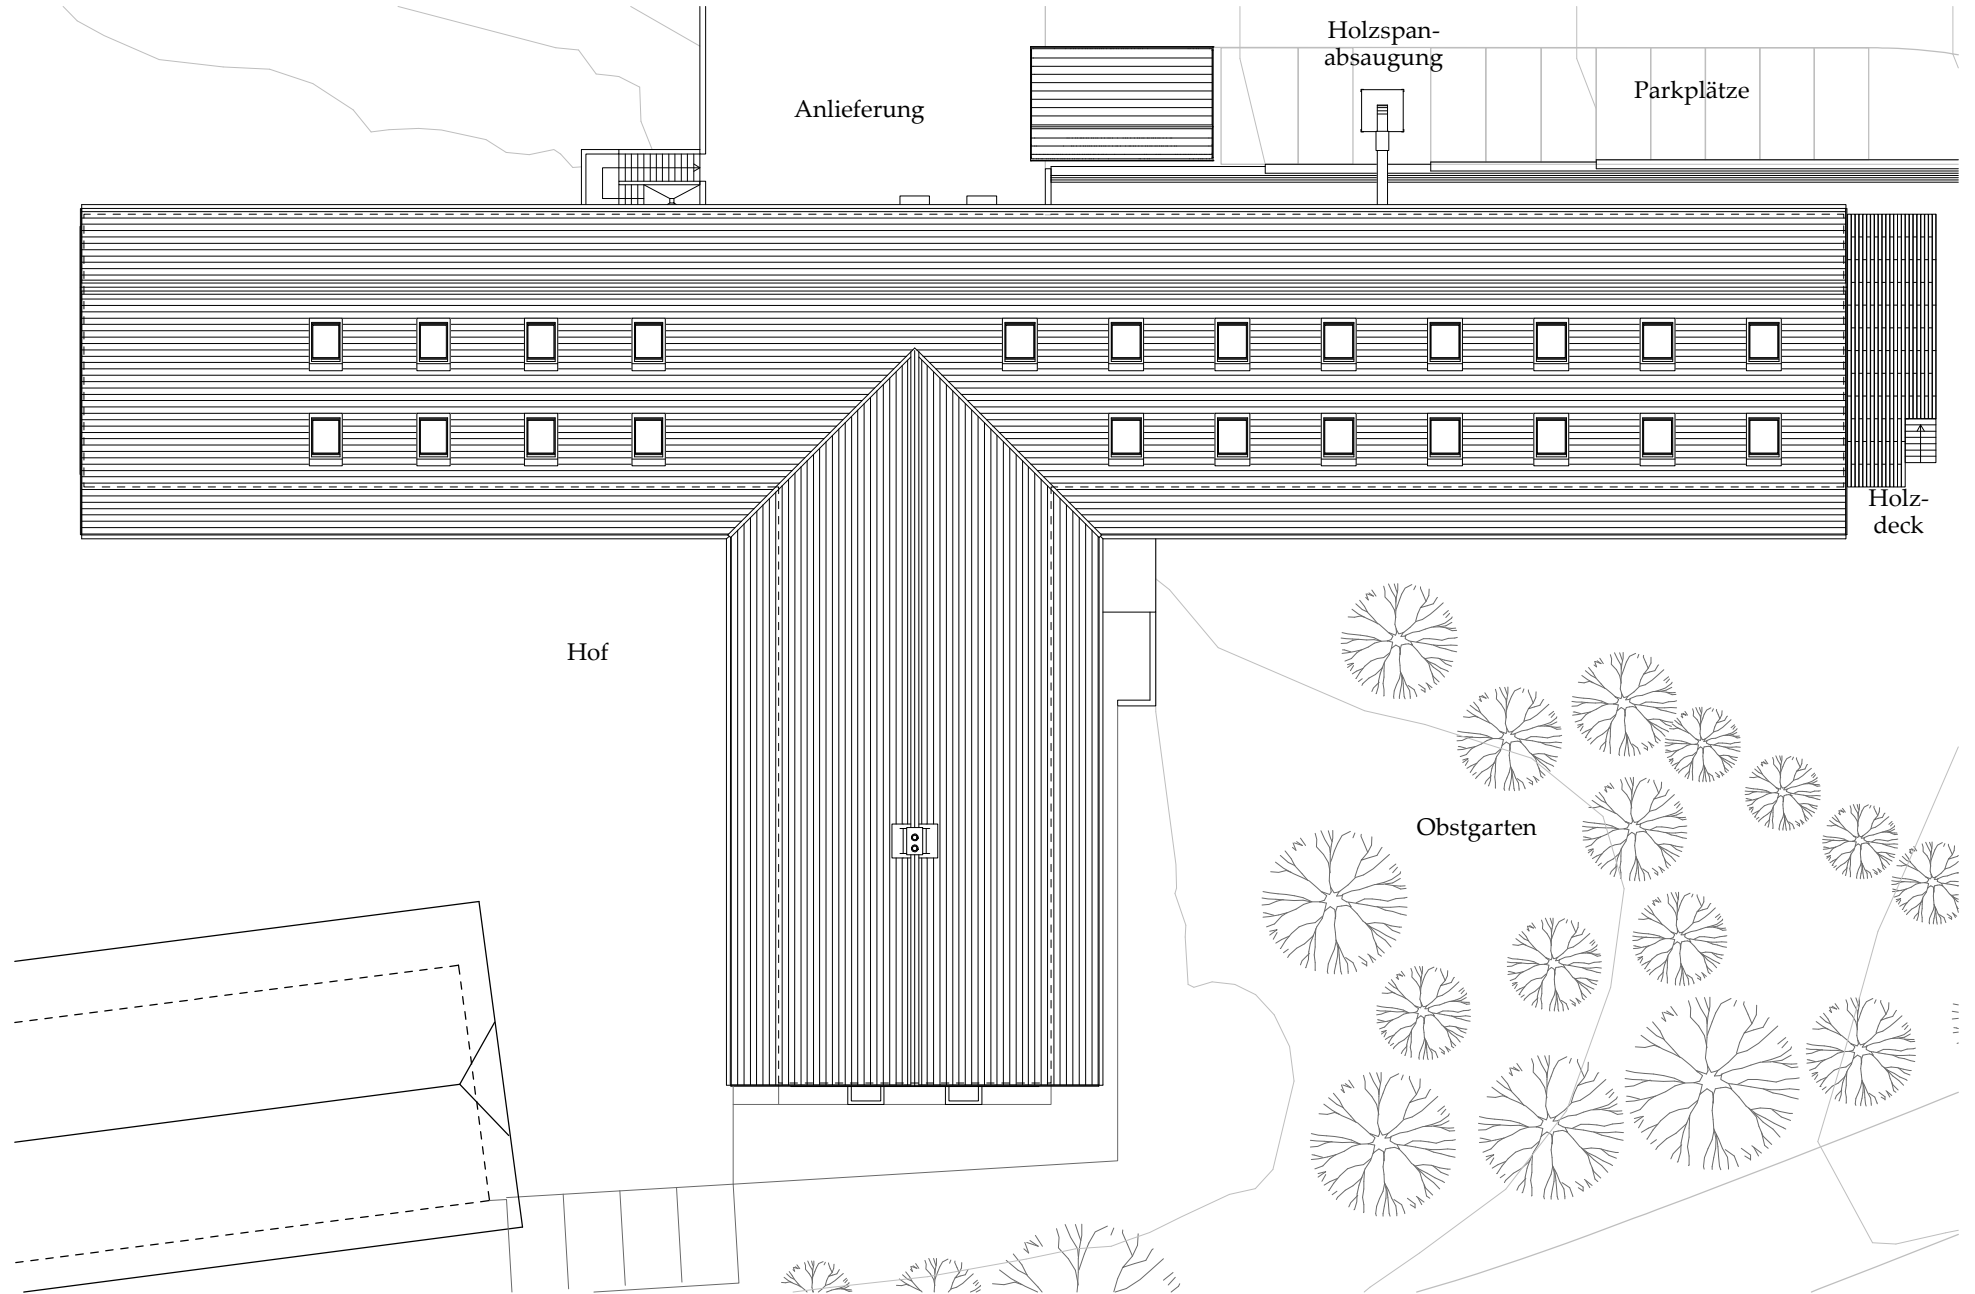 Holzspan-
absaugung
Parkplätze
Anlieferung
Holz-
deck
Hof
Obstgarten